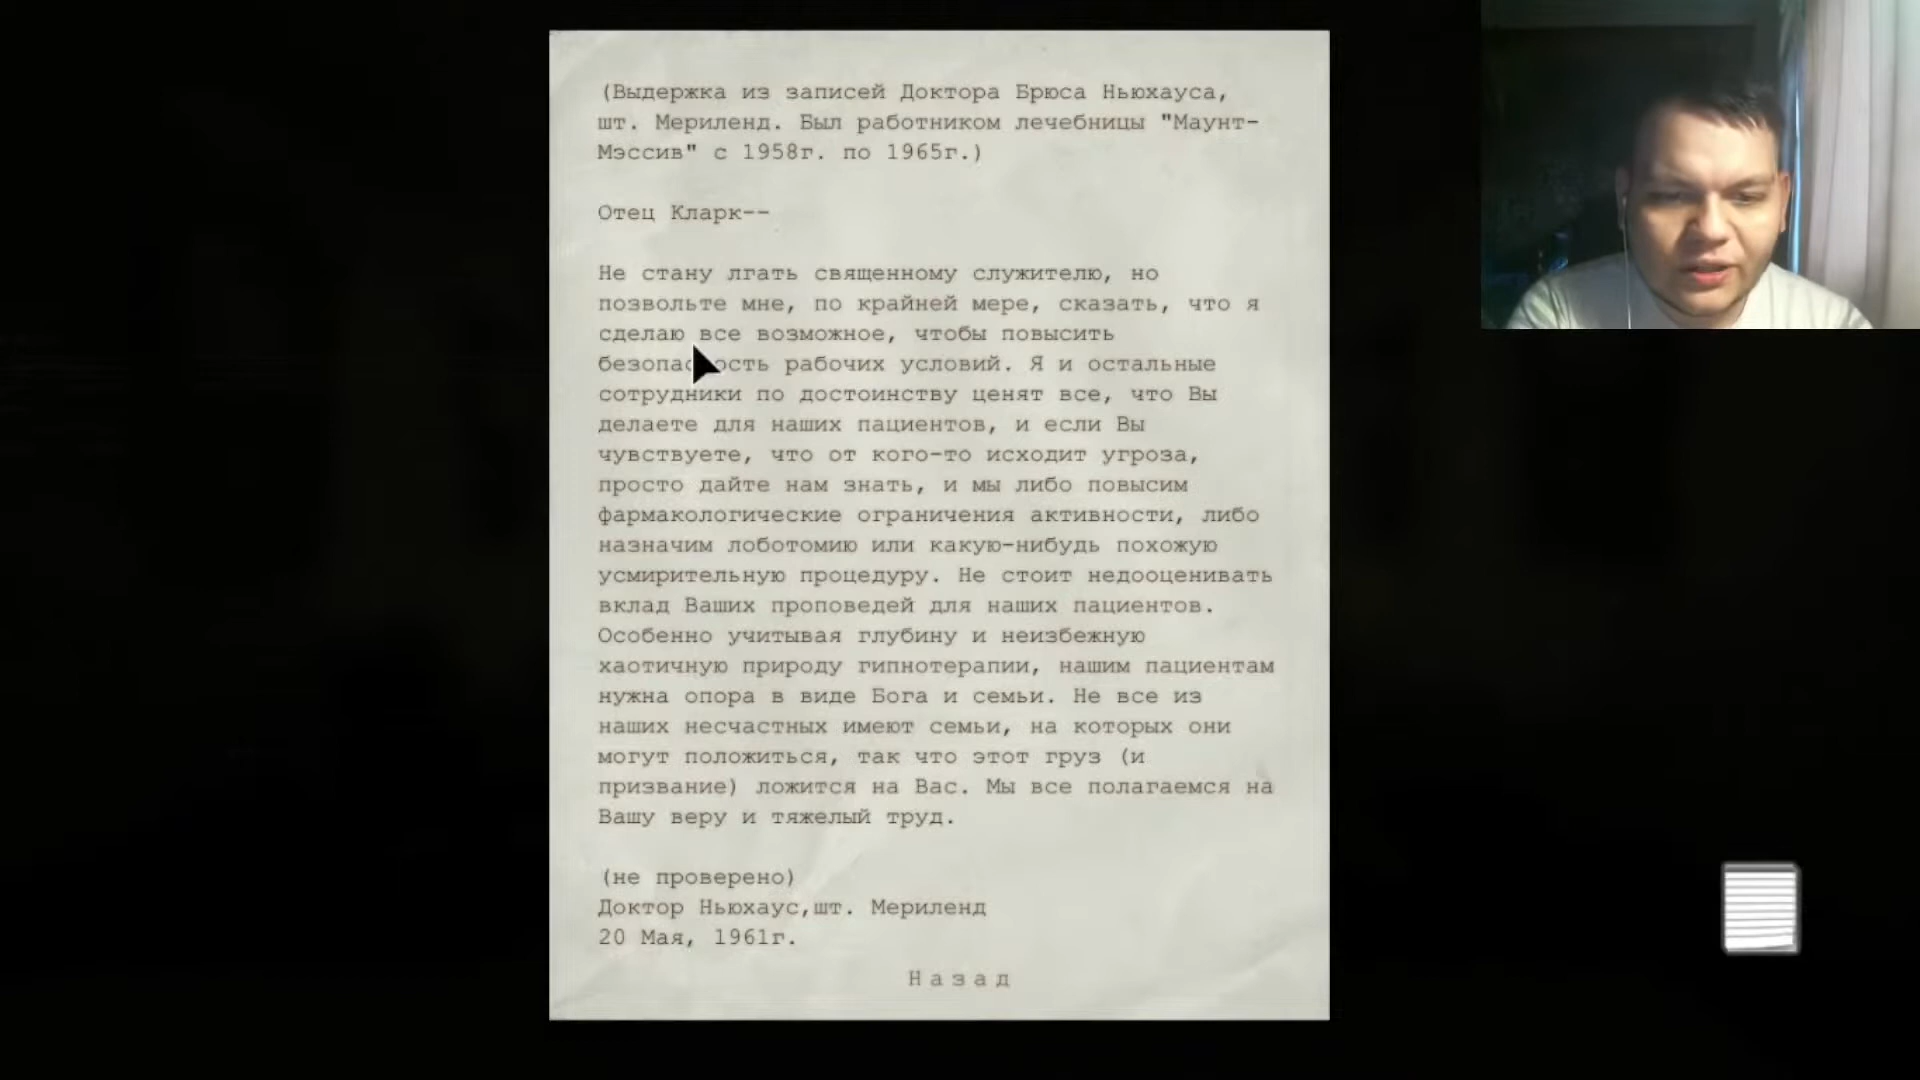 (Выдержка из записей Доктора Брюса Ньюхауса,
шт. Мериленд. Был работником лечебницы "Маунт-
Мэссив" с 1958г. по 1965г.)
Отец Кларк--
Не стану лгать священному служителю, но
позвольте мне, по крайней мере, сказать, что я
сделаю все возможное, чтобы повысить
безопасность рабочих условий. Я и остальные
сотрудники по достоинству ценят все, что Вы
делаете для наших пациентов, и если Вы
чувствуете, что от кого-то исходит угроза,
просто дайте нам знать, и мы либо повысим
фармакологические ограничения активности, либо
назначим лоботомию или какую-нибудь похожую
усмирительную процедуру. Не стоит недооценивать
вклад Ваших проповедей для наших пациентов.
Особенно учитывая глубину и неизбежную
хаотичную природу гипнотерапии, нашим пациентам
нужна опора в виде Бога и семьи. Не все из
наших несчастных имеют семьи, на которых они
могут положиться, так что этот груз (и
призвание) ложится на Вас. Мы все полагаемся на
Вашу веру и тяжелый труд.
(не проверено)
Доктор Ньюхаус,шт. Мериленд
20 Мая, 1961г.
Назад